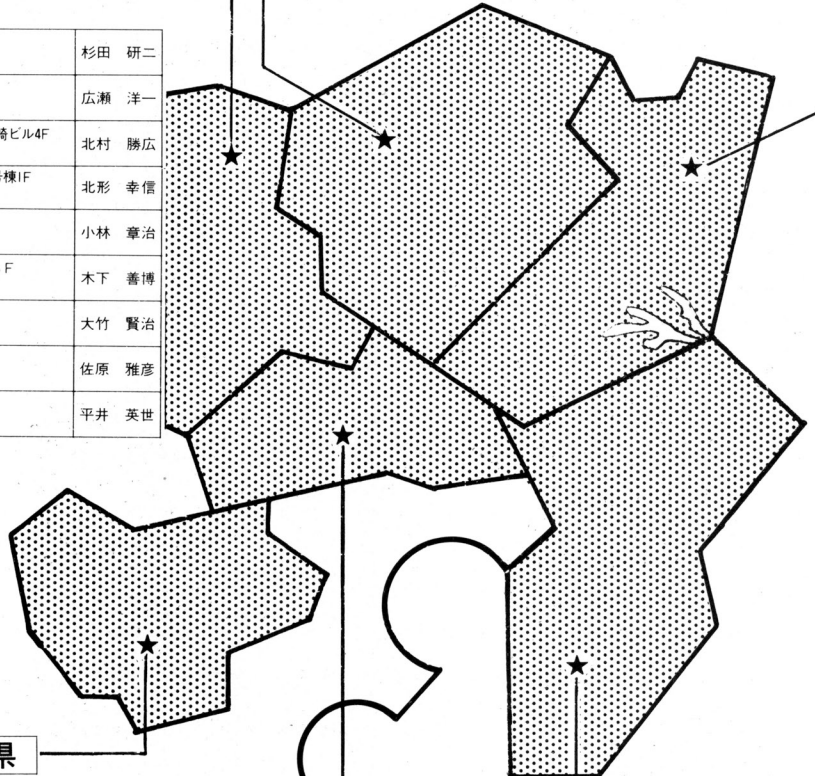 杉田 研二
広瀬 洋一
崎ビル4F 北村 勝広
棟1F 北形 幸信
小林 章治
F 木下 善博
大竹 賢治
佐原 雅彦
平井 英世
県